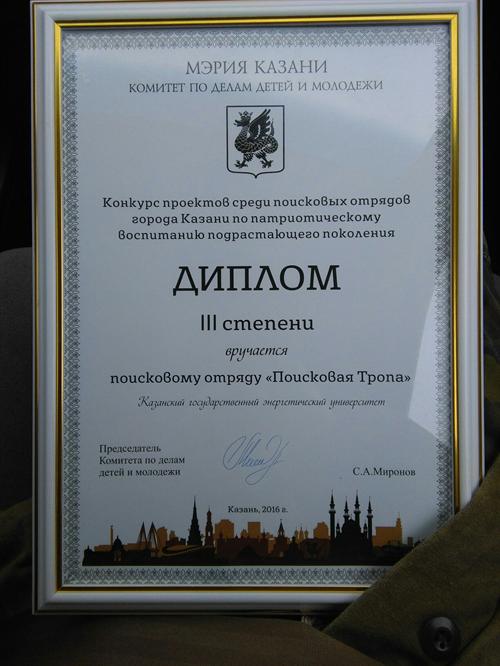 МЭРИЯ КАЗАНИ
КОМИТЕТ ПО ДЕЛАМ ДЕТЕЙ И МОЛОДЕЖИ
Конкурс проектов среди поисковых отрядов
города Казани по патриотическому
воспитанию подрастающего поколения
ДИПЛОМ
III степени
вручается
поисковому отряду «Поисковая Тропа»
Казанский государственный энергетический университет
Председатель
Комитета по делам
детей и молодежи
С.А.Миронов
Казань, 2016 г.